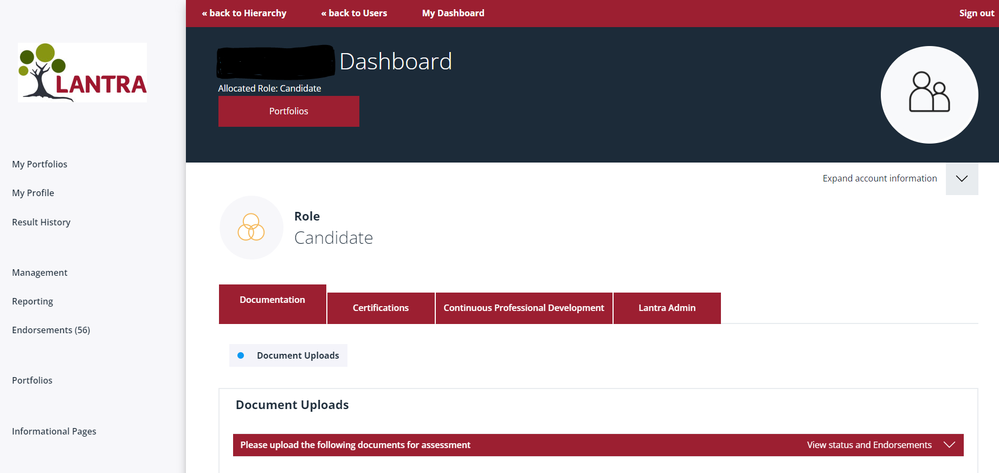 « back to Hierarchy
« back to Users
My Dashboard
Sign out
LANTRA
Dashboard
Allocated Role: Candidate
Portfolios
My Portfolios
My Profile
Result History
Management
Reporting
Endorsements (56)
Portfolios
Informational Pages
Expand account information
Role
Candidate
Documentation
Certifications
Continuous Professional Development
Lantra Admin
Document Uploads
Document Uploads
Please upload the following documents for assessment
View status and Endorsements